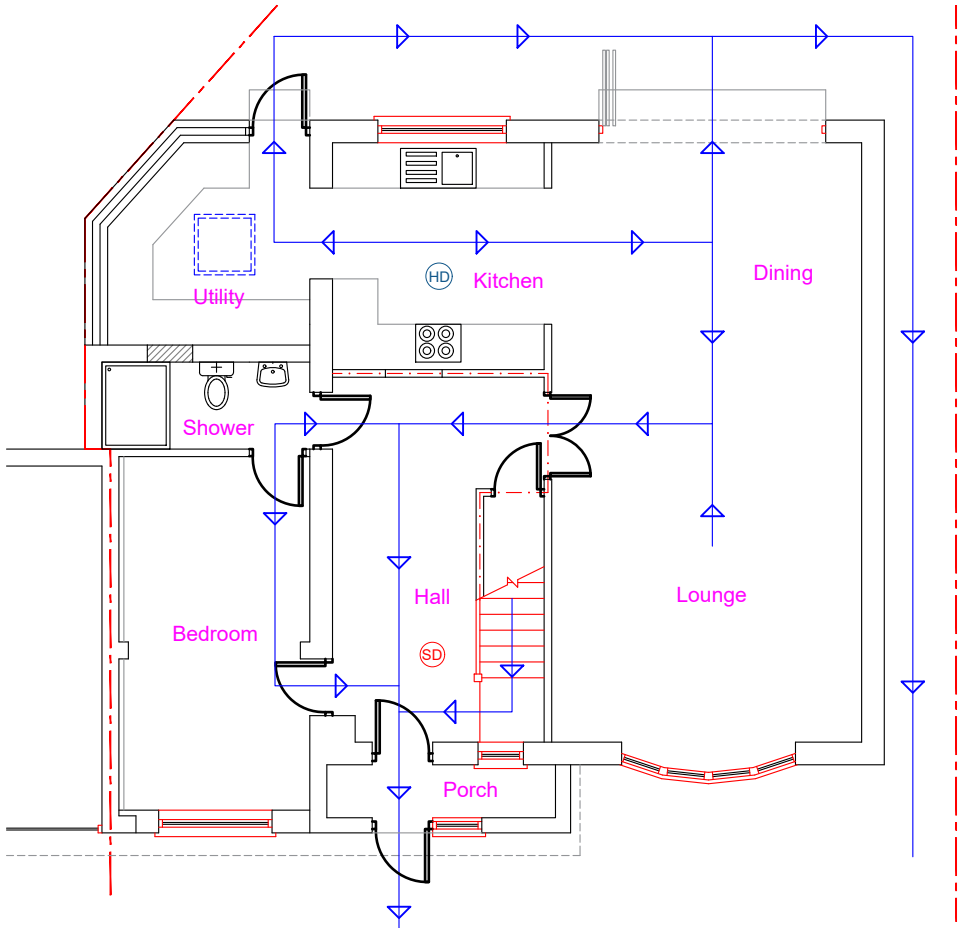 Dining
HD
Kitchen
Utility
Shower
Hall
Lounge
Bedroom
SD
Porch